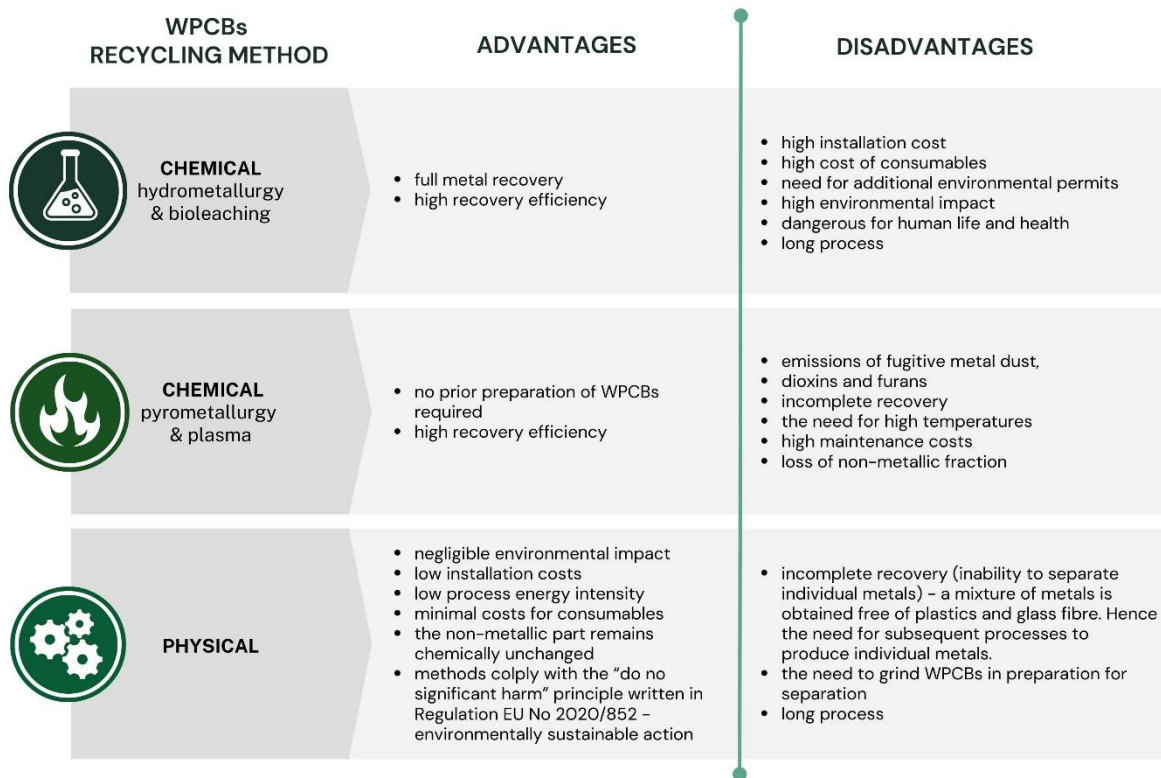 WPCBs
RECYCLING METHOD
ADVANTAGES
DISADVANTAGES
CHEMICAL
hydrometallurgy
& bioleaching
• full metal recovery
• high recovery efficiency
• high installation cost
• high cost of consumables
• need for additional environmental permits
• high environmental impact
• dangerous for human life and health
• long process
CHEMICAL
pyrometallurgy
& plasma
• no prior preparation of WPCBs
required
• high recovery efficiency
• emissions of fugitive metal dust,
• dioxins and furans
• incomplete recovery
• the need for high temperatures
• high maintenance costs
• loss of non-metallic fraction
PHYSICAL
• negligible environmental impact
• low installation costs
• low process energy intensity
• minimal costs for consumables
• the non-metallic part remains
chemically unchanged
• methods colply with the “do no
significant harm” principle written in
Regulation EU No 2020/852 -
environmentally sustainable action
• incomplete recovery (inability to separate
individual metals) - a mixture of metals is
obtained free of plastics and glass fibre. Hence
the need for subsequent processes to
produce individual metals.
• the need to grind WPCBs in preparation for
separation
• long process